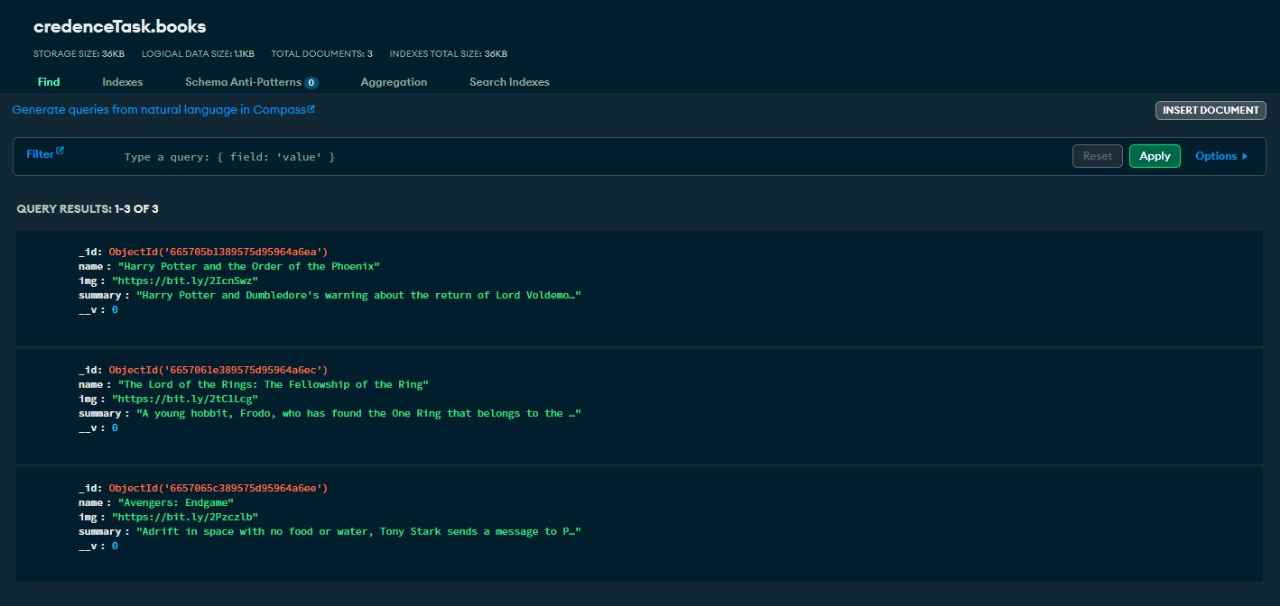 credenceTask.books
STORAGE SIZE: 36KB LOGICAL DATA SIZE: 1.1KB TOTAL DOCUMENTS: 3 INDEXES TOTAL SIZE: 36KB
Find Indexes Schema Anti-Patterns 0 Aggregation Search Indexes
Generate queries from natural language in Compass
INSERT DOCUMENT
Filter Type a query: { field: 'value' } Reset Apply Options
QUERY RESULTS: 1-3 OF 3
_id: ObjectId('665705b1389575d95964a6ea')
name : "Harry Potter and the Order of the Phoenix"
img : "https://bit.ly/2IcnSwz"
summary : "Harry Potter and Dumbledore's warning about the return of Lord Voldemo…"
__v : 0
_id: ObjectId('6657061e389575d95964a6ec')
name : "The Lord of the Rings: The Fellowship of the Ring"
img : "https://bit.ly/2tC1Lcg"
summary : "A young hobbit, Frodo, who has found the One Ring that belongs to the …"
__v : 0
_id: ObjectId('6657065c389575d95964a6ee')
name : "Avengers: Endgame"
img : "https://bit.ly/2Pzczlb"
summary : "Adrift in space with no food or water, Tony Stark sends a message to P…"
__v : 0